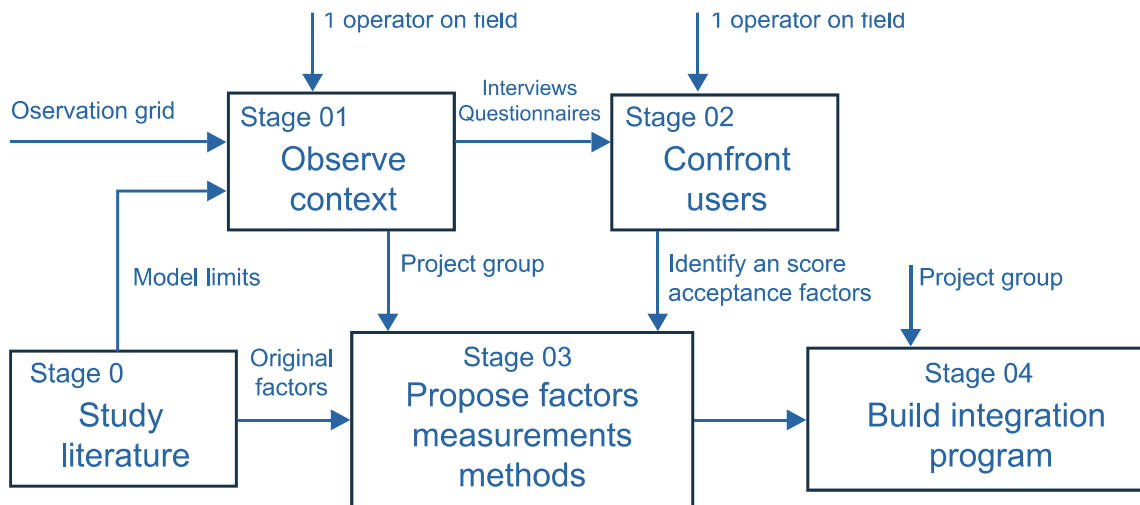 1 operator on field
1 operator on field
Oservation grid
Stage 01
Observe
context
Interviews
Questionnaires
Stage 02
Confront
users
Model limits
Project group
Identify an score
acceptance factors
Project group
Stage 0
Study
literature
Original
factors
Stage 03
Propose factors
measurements
methods
Stage 04
Build integration
program